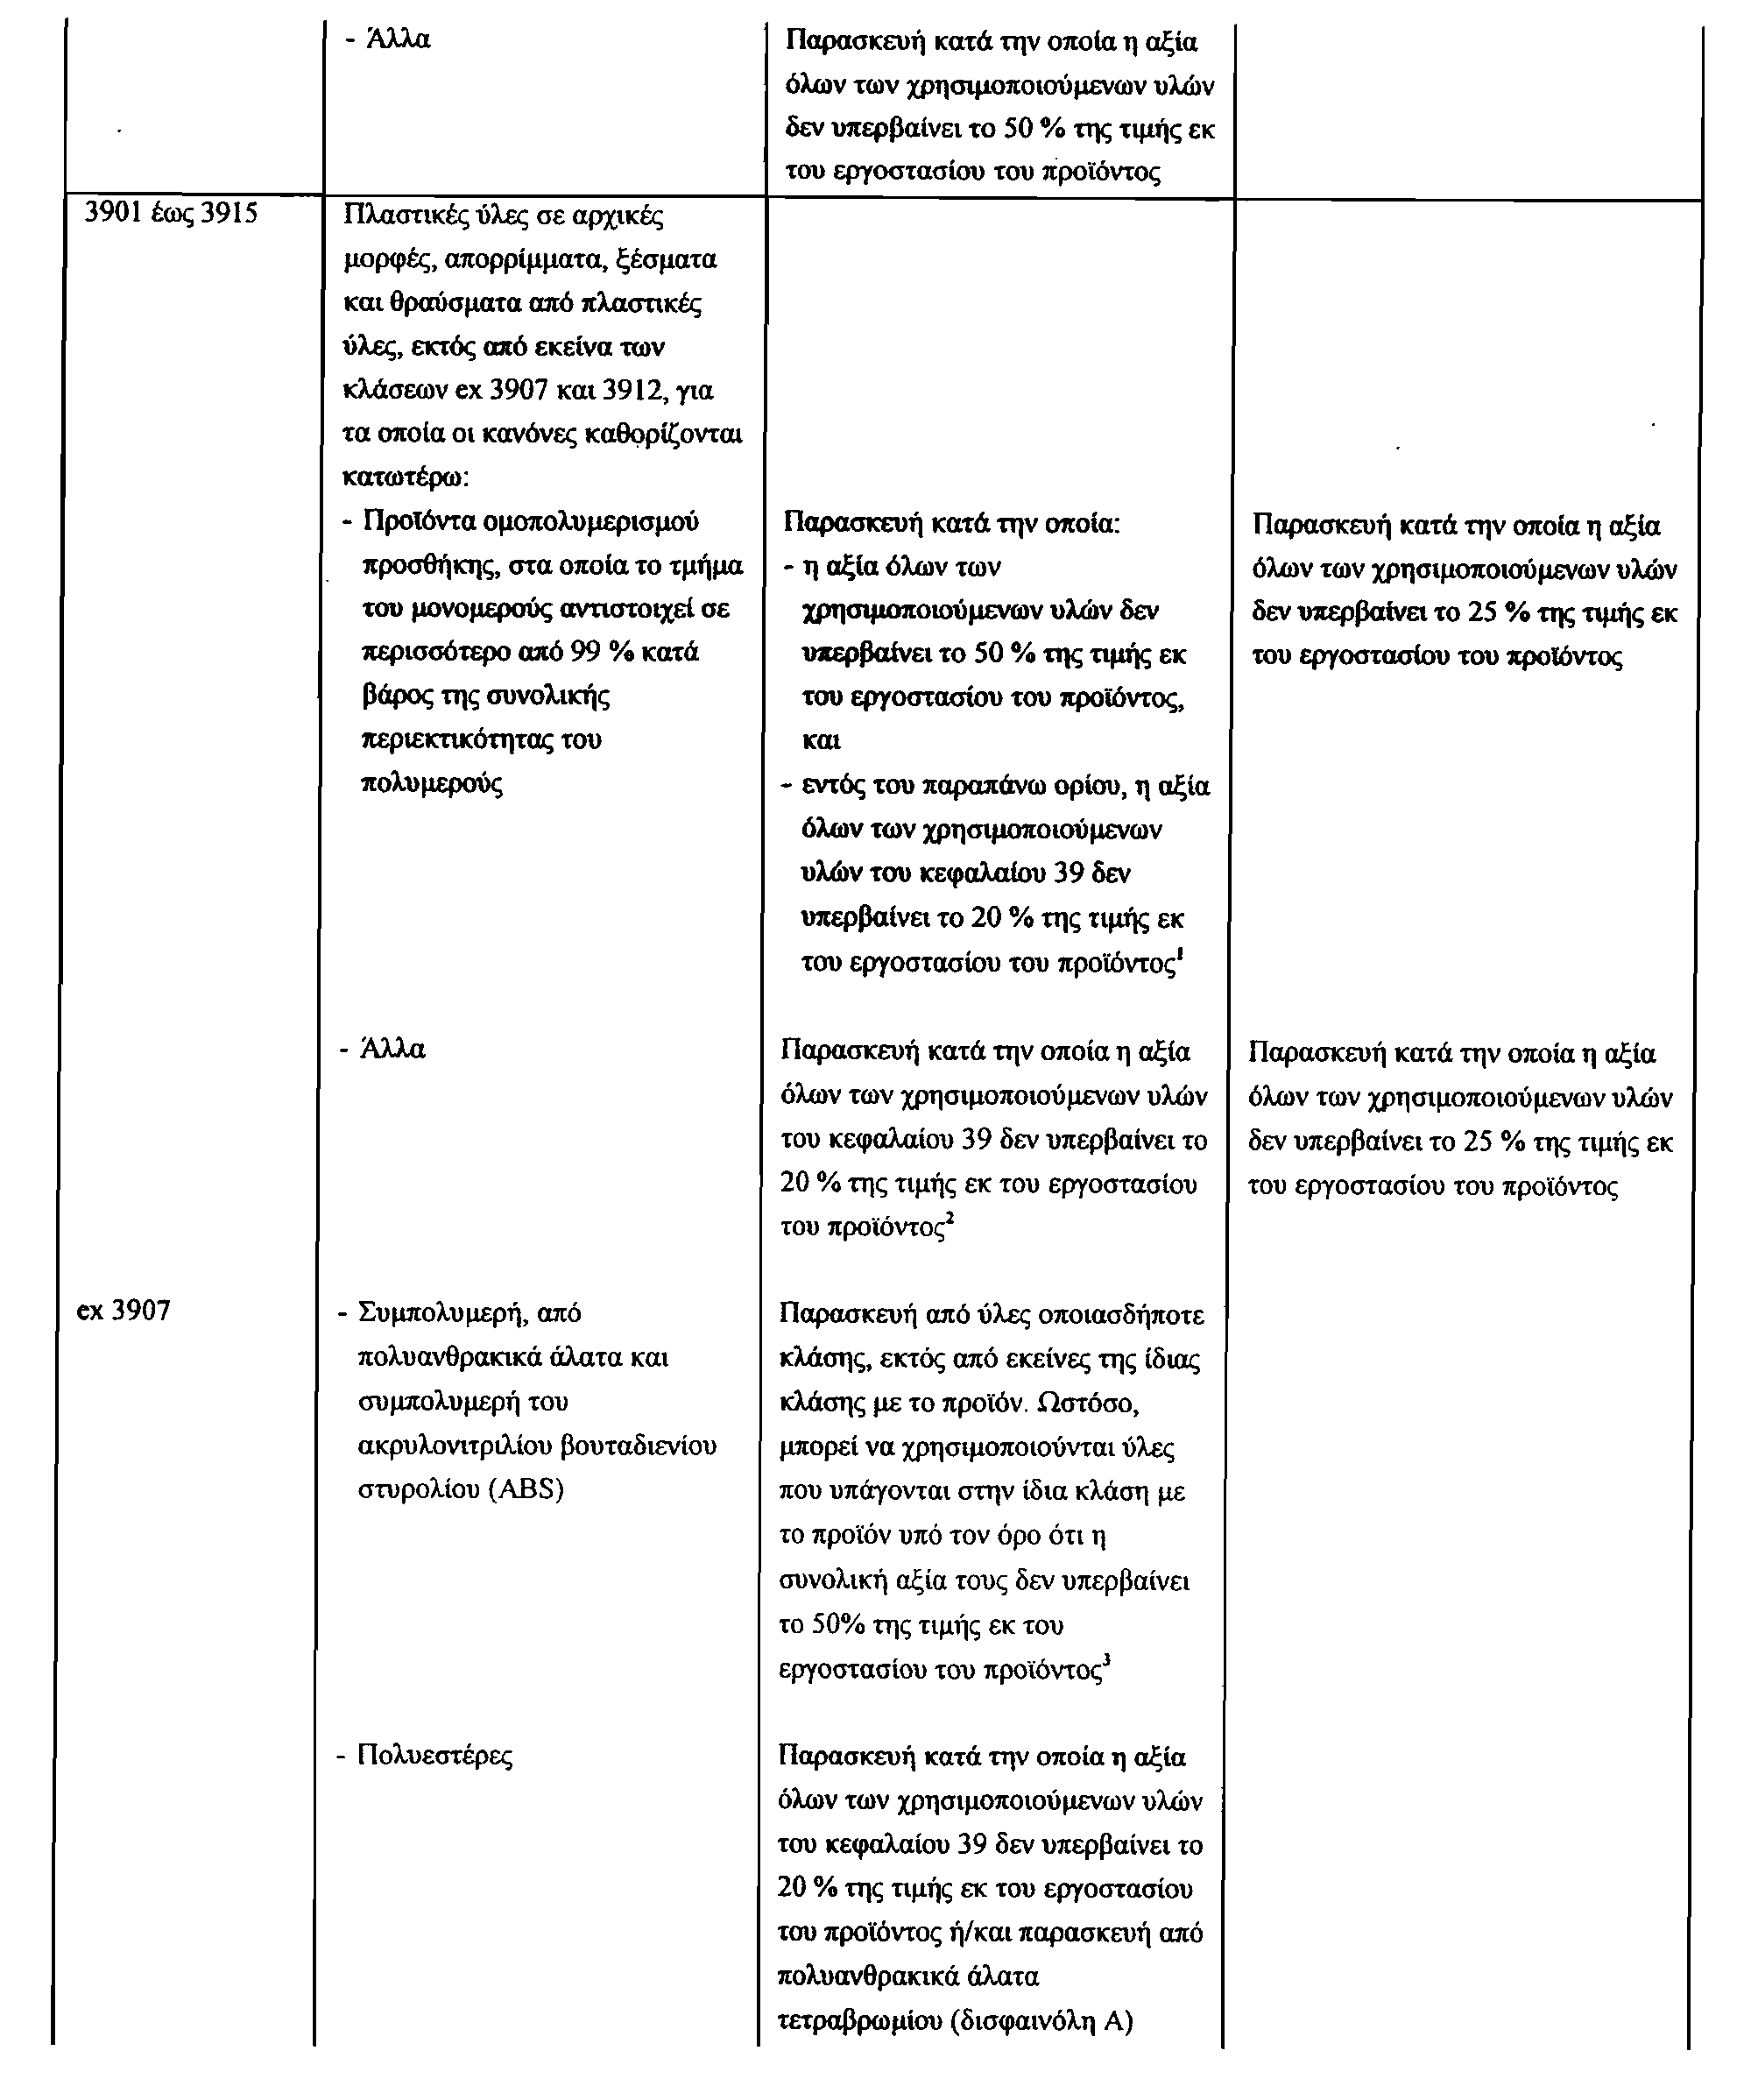 - Άλλα
Παρασκευή κατά την οποία η αξία
όλων των χρησιμοποιούμενων υλών
δεν υπερβαίνει το 50 % της τιμής εκ
του εργοστασίου του προϊόντος
3901 έως 3915
Πλαστικές ύλες σε αρχικές
μορφές, απορρίμματα, ξέσματα
και θραύσματα από πλαστικές
ύλες, εκτός από εκείνα των
κλάσεων ex 3907 και 3912, για
τα οποία οι κανόνες καθορίζονται
κατωτέρω:
- Προϊόντα ομοπολυμερισμού
προσθήκης, στα οποία το τμήμα
του μονομερούς αντιστοιχεί σε
περισσότερο από 99 % κατά
βάρος της συνολικής
περιεκτικότητας του
πολυμερούς
Παρασκευή κατά την οποία:
- η αξία όλων των
χρησιμοποιούμενων υλών δεν
υπερβαίνει το 50 % της τιμής εκ
του εργοστασίου του προϊόντος,
και
- εντός του παραπάνω ορίου, η αξία
όλων των χρησιμοποιούμενων
υλών του κεφαλαίου 39 δεν
υπερβαίνει το 20 % της τιμής εκ
του εργοστασίου του προϊόντος¹
Παρασκευή κατά την οποία η αξία
όλων των χρησιμοποιούμενων υλών
δεν υπερβαίνει το 25 % της τιμής εκ
του εργοστασίου του προϊόντος
- Άλλα
Παρασκευή κατά την οποία η αξία
όλων των χρησιμοποιούμενων υλών
του κεφαλαίου 39 δεν υπερβαίνει το
20 % της τιμής εκ του εργοστασίου
του προϊόντος²
Παρασκευή κατά την οποία η αξία
όλων των χρησιμοποιούμενων υλών
δεν υπερβαίνει το 25 % της τιμής εκ
του εργοστασίου του προϊόντος
ex 3907
- Συμπολυμερή, από
πολυανθρακικά άλατα και
συμπολυμερή του
ακρυλονιτριλίου βουταδιενίου
στυρολίου (ABS)
Παρασκευή από ύλες οποιασδήποτε
κλάσης, εκτός από εκείνες της ίδιας
κλάσης με το προϊόν. Ωστόσο,
μπορεί να χρησιμοποιούνται ύλες
που υπάγονται στην ίδια κλάση με
το προϊόν υπό τον όρο ότι η
συνολική αξία τους δεν υπερβαίνει
το 50% της τιμής εκ του
εργοστασίου του προϊόντος³
- Πολυεστέρες
Παρασκευή κατά την οποία η αξία
όλων των χρησιμοποιούμενων υλών
του κεφαλαίου 39 δεν υπερβαίνει το
20 % της τιμής εκ του εργοστασίου
του προϊόντος ή/και παρασκευή από
πολυανθρακικά άλατα
τετραβρωμίου (δισφαινόλη Α)